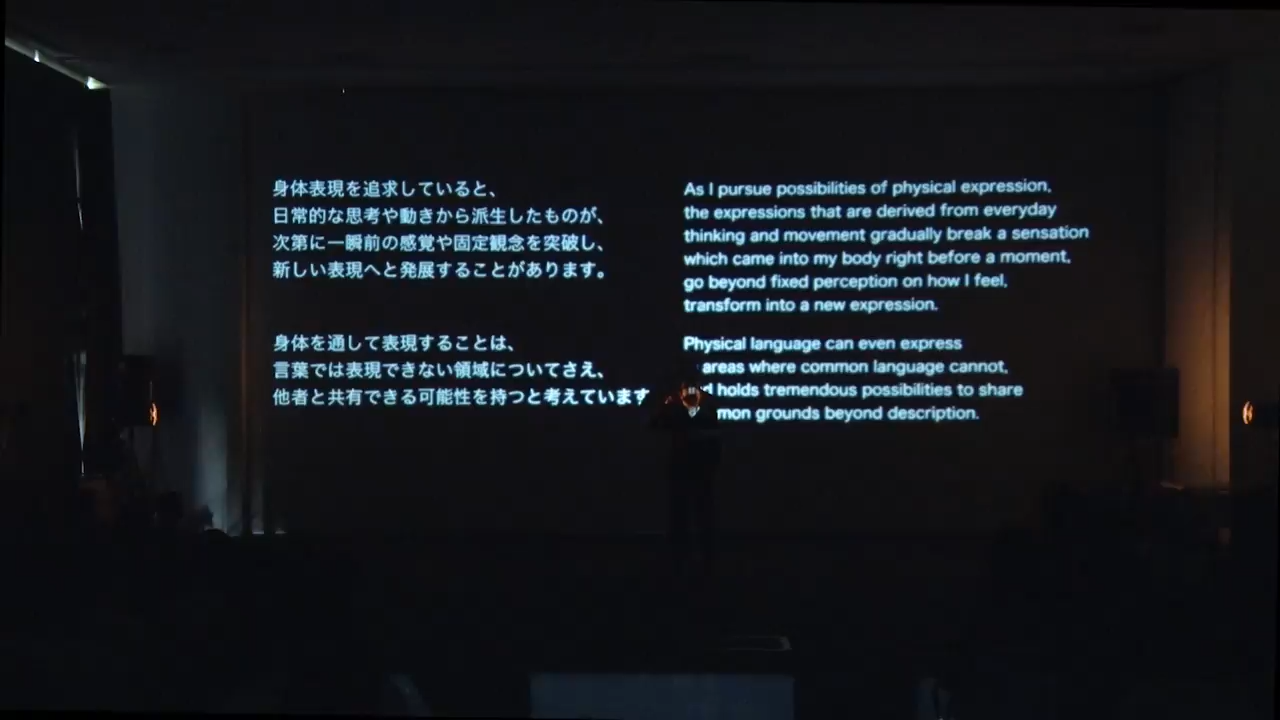 身体表現を追求していると、
日常的な思考や動きから派生したものが、
次第に一瞬前の感覚や固定観念を突破し、
新しい表現へと発展することがあります。
身体を通して表現することは、
言葉では表現できない領域についてさえ、
他者と共有できる可能性を持つと考えています
As I pursue possibilities of physical expression,
the expressions that are derived from everyday
thinking and movement gradually break a sensation
which came into my body right before a moment,
go beyond fixed perception on how I feel,
transform into a new expression.
Physical language can even express
areas where common language cannot,
holds tremendous possibilities to share
grounds beyond description.